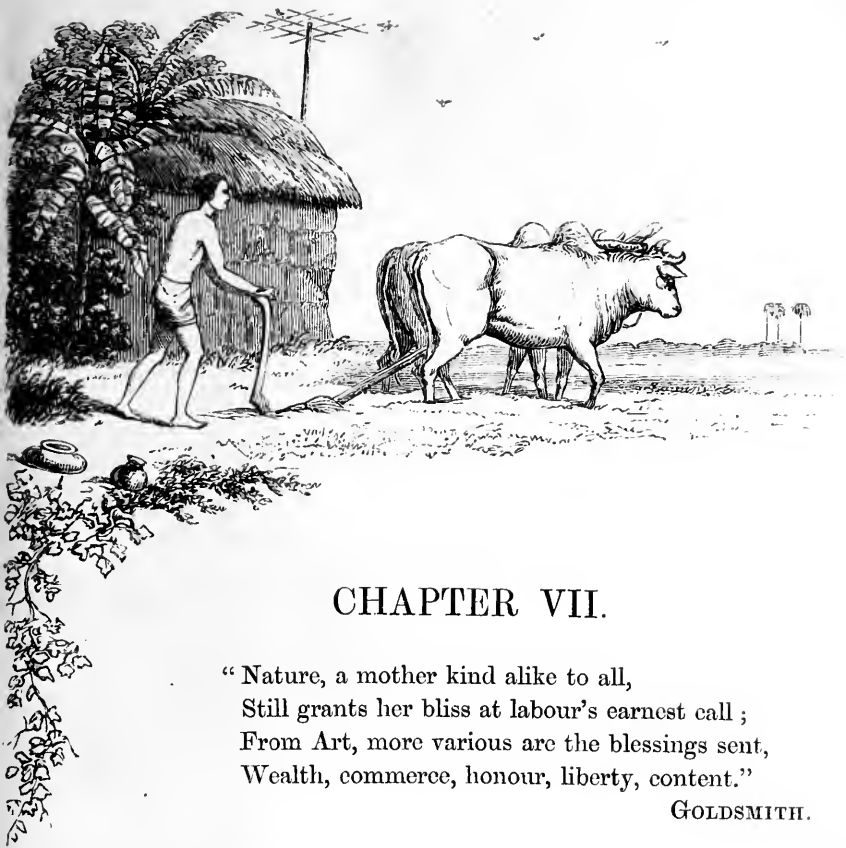 CHAPTER VII.
“ Nature, a mother kind alike to all,
Still grants her bliss at labour’s earnest call ;
From Art, more various are the blessings sent,
Wealth, commerce, honour, liberty, content.”
GOLDSMITH.